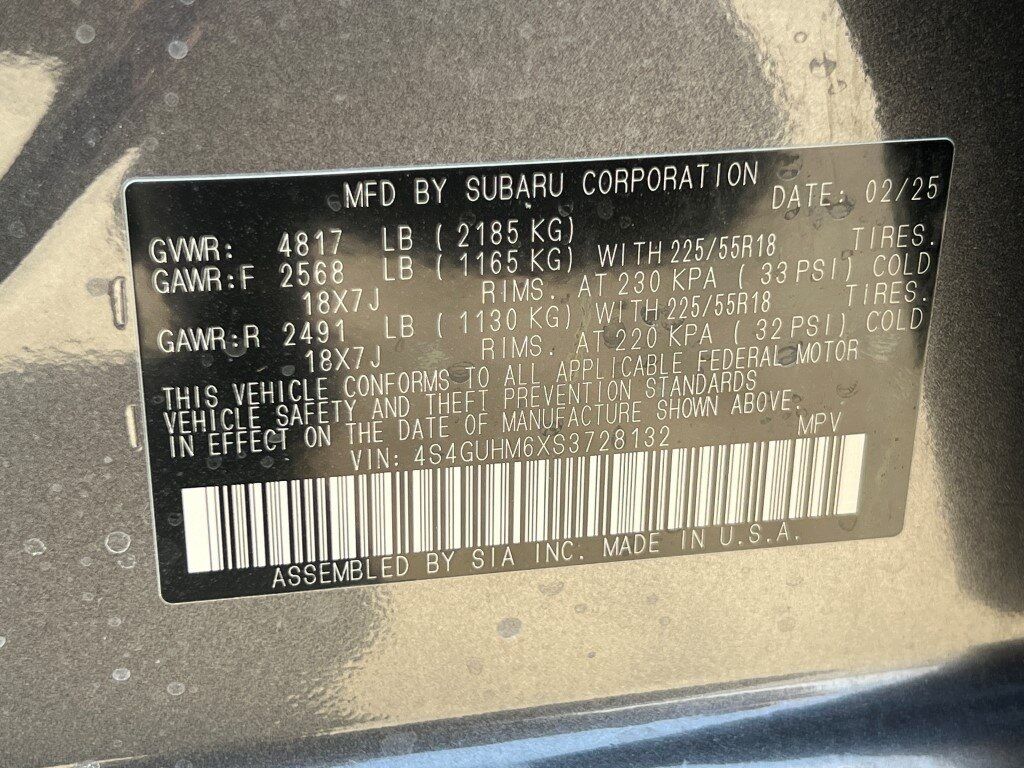 MFD BY SUBARU CORPORATION DATE: 02/25
GVWR: 4817 LB ( 2185 KG)
GAWR:F 2568 LB ( 1165 KG) WITH 225/55R18 TIRES.
18X7J RIMS. AT 230 KPA ( 33 PSI) COLD
GAWR:R 2491 LB ( 1130 KG) WITH 225/55R18 TIRES.
18X7J RIMS. AT 220 KPA ( 32 PSI) COLD
THIS VEHICLE CONFORMS TO ALL APPLICABLE FEDERAL MOTOR
VEHICLE SAFETY AND THEFT PREVENTION STANDARDS
IN EFFECT ON THE DATE OF MANUFACTURE SHOWN ABOVE.
VIN: 4S4GUHM6XS3728132 MPV
ASSEMBLED BY SIA INC. MADE IN U.S.A.